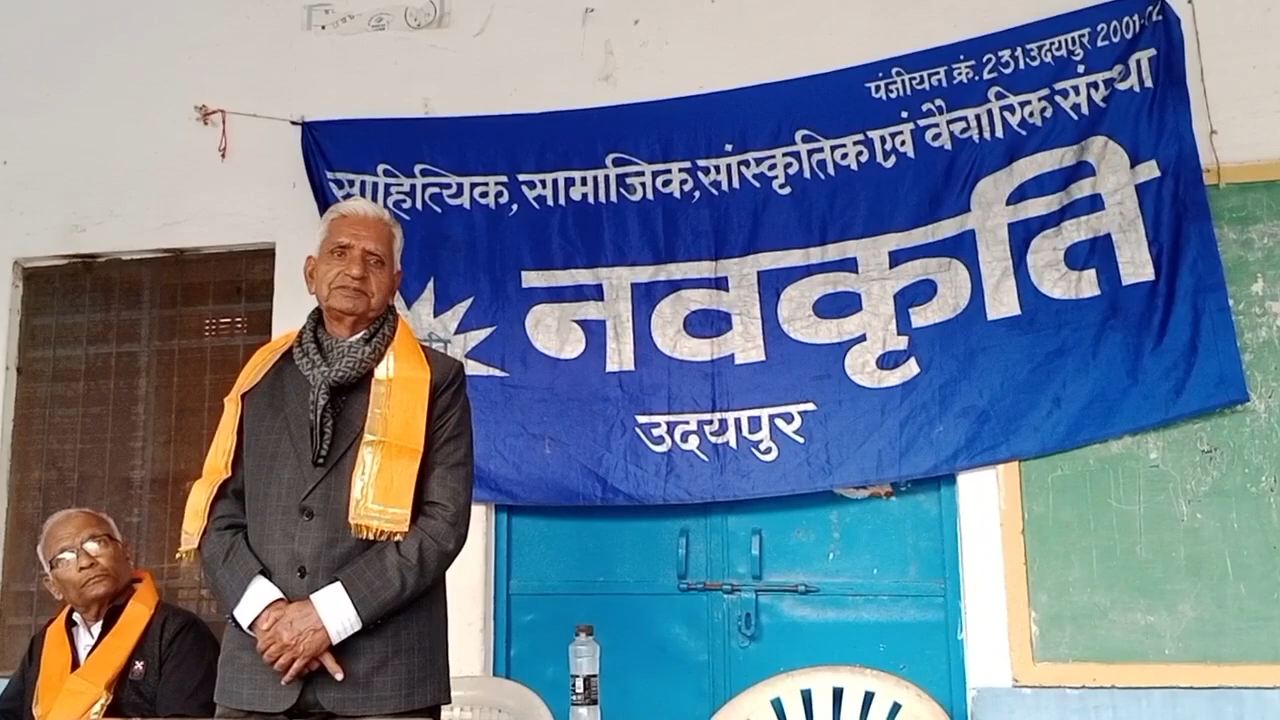 पंजीयन क्रं. 231 उदयपुर 2001-02
साहित्यिक, सामाजिक, सांस्कृतिक एवं वैचारिक संस्था
नवकृति
उदयपुर